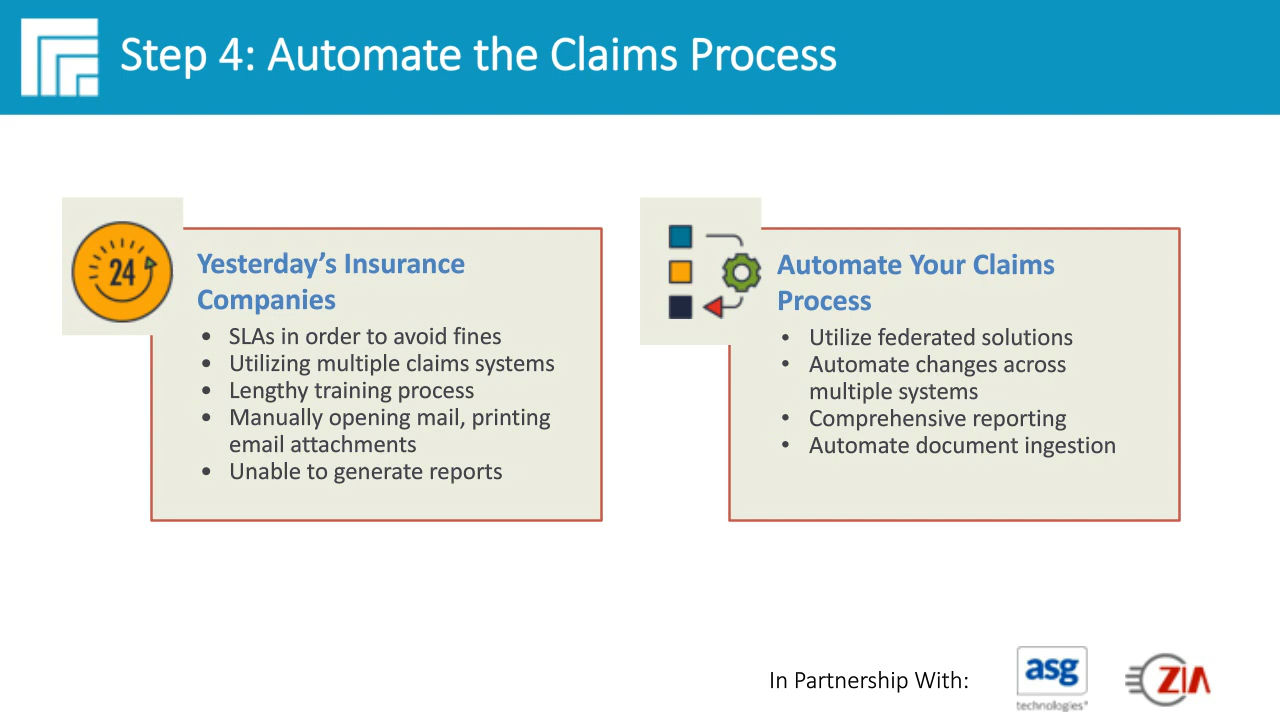 Step 4: Automate the Claims Process
24
Yesterday's Insurance
Companies
• SLAs in order to avoid fines
• Utilizing multiple claims systems
• Lengthy training process
• Manually opening mail, printing
email attachments
• Unable to generate reports
Automate Your Claims
Process
• Utilize federated solutions
• Automate changes across
multiple systems
• Comprehensive reporting
• Automate document ingestion
In Partnership With:
asg
technologies
ZIA